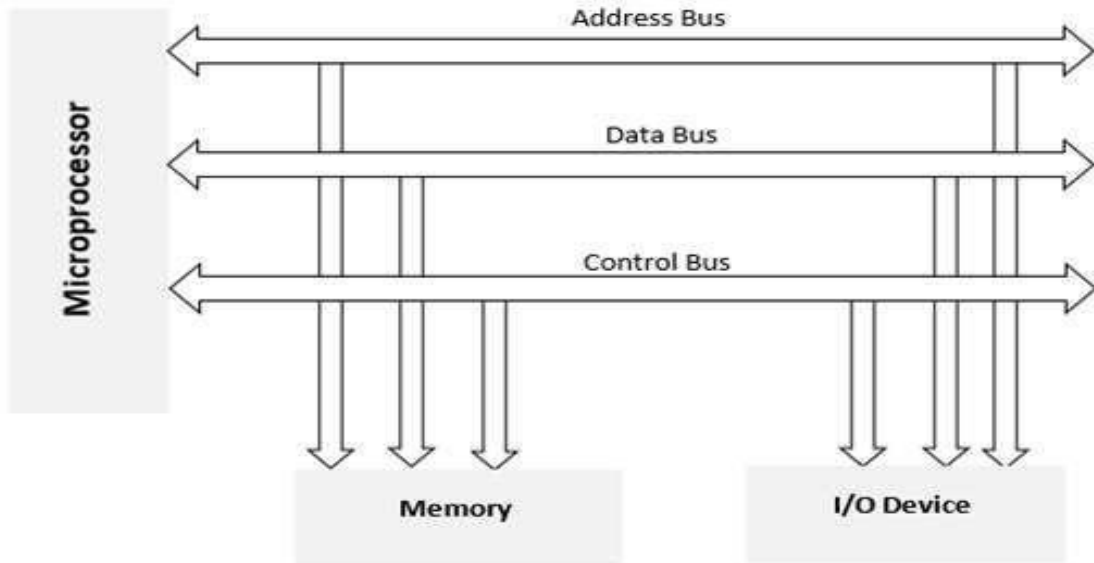 Address Bus
Microprocessor
Data Bus
Control Bus
Memory
I/O Device